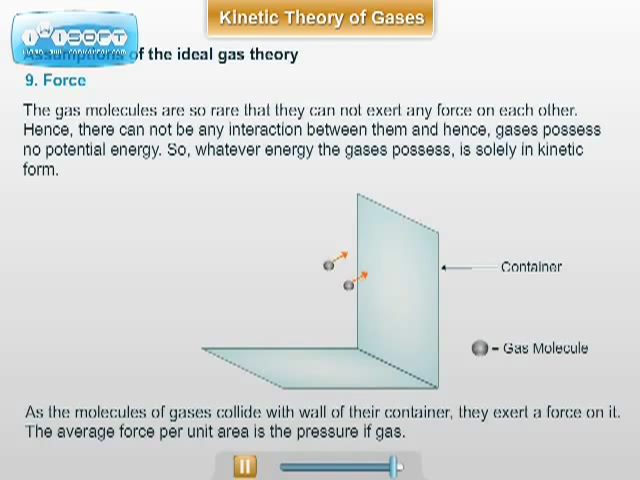 Kinetic Theory of Gases
Assumptions of the ideal gas theory
9. Force
The gas molecules are so rare that they can not exert any force on each other.
Hence, there can not be any interaction between them and hence, gases possess
no potential energy. So, whatever energy the gases possess, is solely in kinetic
form.
Container
= Gas Molecule
As the molecules of gases collide with wall of their container, they exert a force on it.
The average force per unit area is the pressure if gas.